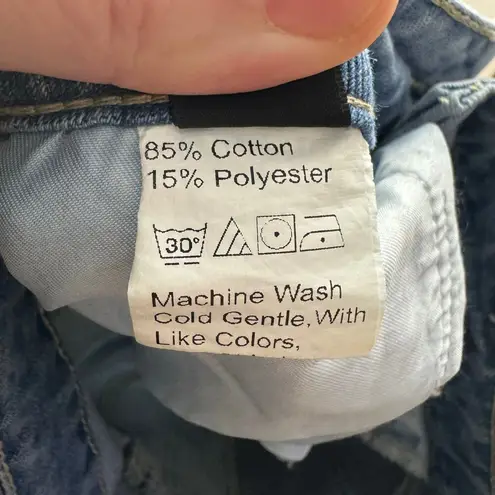 85% Cotton
15% Polyester
30°
Machine Wash
Cold Gentle, With
Like Colors,